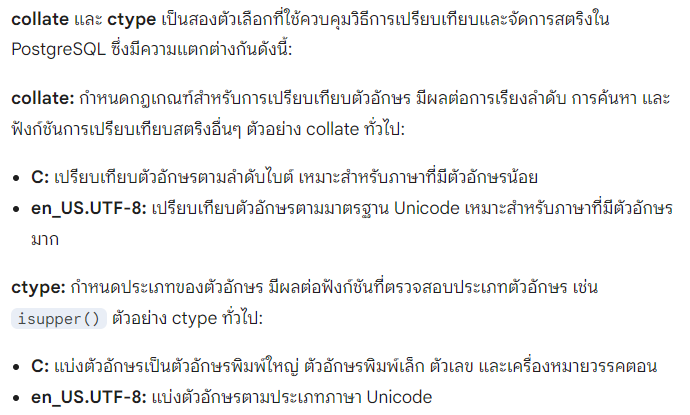 collate และ ctype เป็นสองตัวเลือกที่ใช้ควบคุมวิธีการเปรียบเทียบและจัดการสตริงใน
PostgreSQL ซึ่งมีความแตกต่างกันดังนี้:
collate: กำหนดกฎเกณฑ์สำหรับการเปรียบเทียบตัวอักษร มีผลต่อการเรียงลำดับ การค้นหา และ
ฟังก์ชันการเปรียบเทียบสตริงอื่นๆ ตัวอย่าง collate ทั่วไป:
• C: เปรียบเทียบตัวอักษรตามลำดับไบต์ เหมาะสำหรับภาษาที่มีตัวอักษรน้อย
• en_US.UTF-8: เปรียบเทียบตัวอักษรตามมาตรฐาน Unicode เหมาะสำหรับภาษาที่มีตัวอักษร
มาก
ctype: กำหนดประเภทของตัวอักษร มีผลต่อฟังก์ชันที่ตรวจสอบประเภทตัวอักษร เช่น
isupper() ตัวอย่าง ctype ทั่วไป:
• C: แบ่งตัวอักษรเป็นตัวอักษรพิมพ์ใหญ่ ตัวอักษรพิมพ์เล็ก ตัวเลข และเครื่องหมายวรรคตอน
• en_US.UTF-8: แบ่งตัวอักษรตามประเภทภาษา Unicode